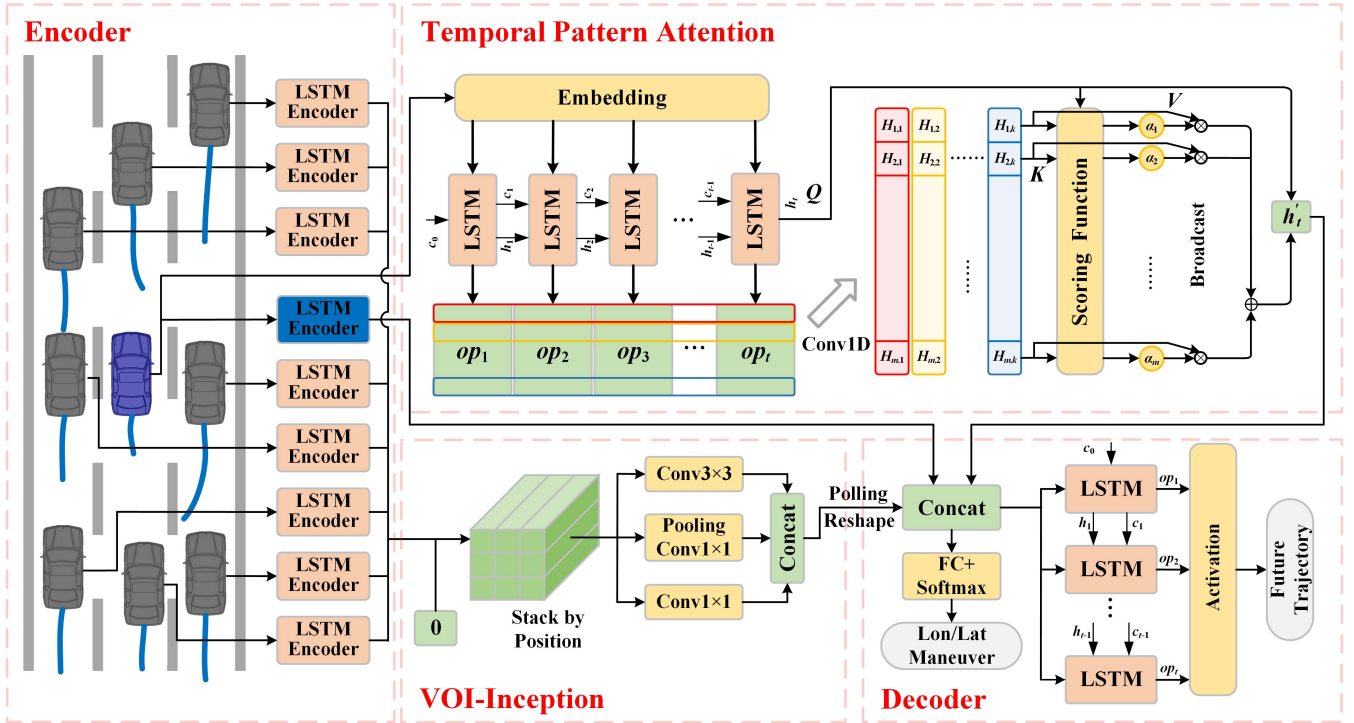 Encoder
LSTM
Encoder
LSTM
Encoder
LSTM
Encoder
LSTM
Encoder
LSTM
Encoder
LSTM
Encoder
LSTM
Encoder
LSTM
Encoder
LSTM
Encoder
Temporal Pattern Attention
Embedding
LSTM
LSTM
LSTM
...
LSTM
c0
c1
c2
ct-1
h1
h2
ht-1
ht
Q
op1
op2
op3
...
opt
Conv1D
H1,1
H1,2
H1,k
H2,1
H2,2
......
H2,k
......
Hm,1
Hm,2
Hm,k
K
V
Scoring Function
α1
α2
......
αm
......
Broadcast
h't
0
Stack by
Position
Conv3×3
Pooling
Conv1×1
Conv1×1
Concat
Polling
Reshape
VOI-Inception
Concat
FC+
Softmax
Lon/Lat
Maneuver
c0
LSTM
op1
h1
c1
LSTM
op2
...
ht-1
ct-1
LSTM
opt
Activation
Future
Trajectory
Decoder